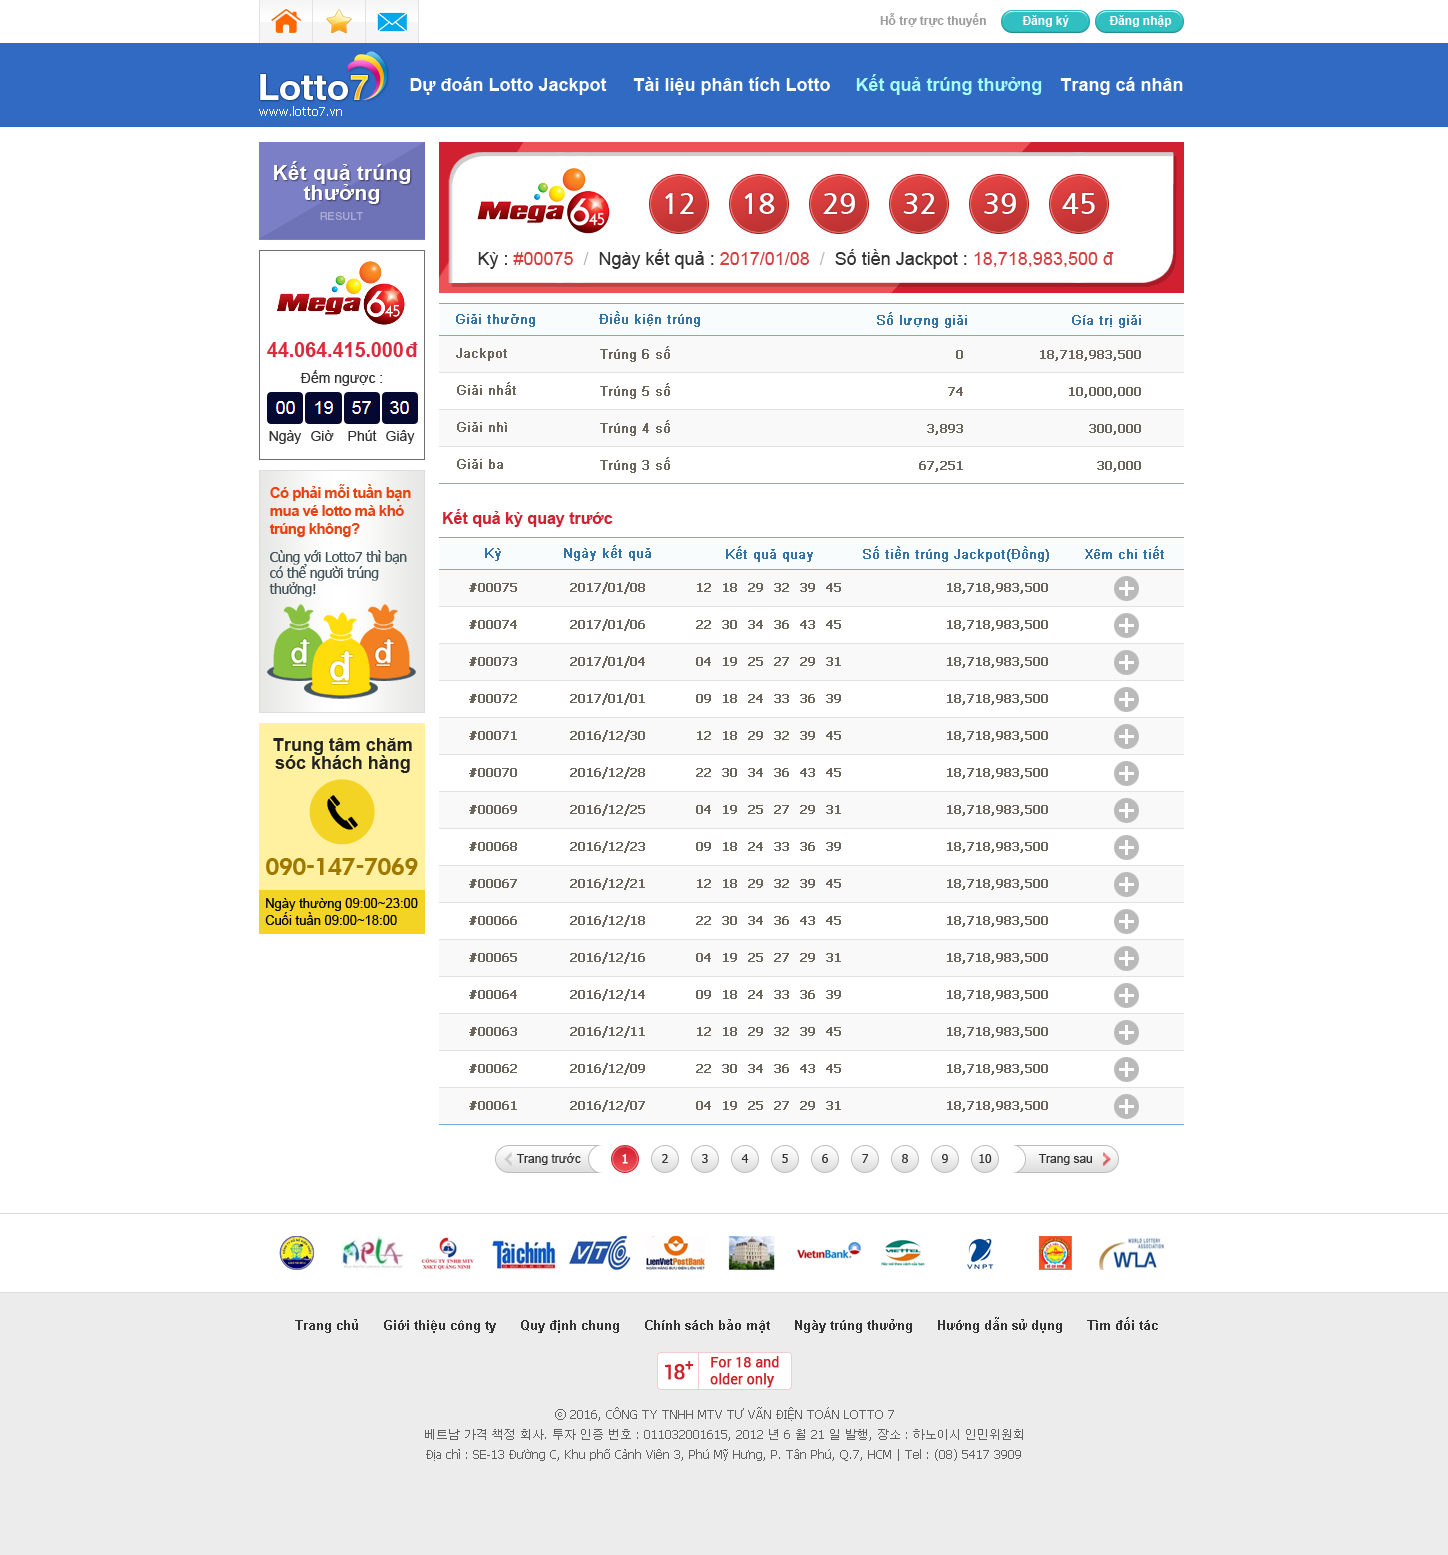 Hỗ trợ trực thuyến
Đăng ký
Đăng nhập
Lotto7
www.lotto7.vn
Dự đoán Lotto Jackpot
Tài liệu phân tích Lotto
Kết quả trúng thưởng
Trang cá nhân
Kết quả trúng
thưởng
RESULT
Mega 6/45
44.064.415.000đ
Đếm ngược :
00 19 57 30
Ngày Giờ Phút Giây
Có phải mỗi tuần bạn
mua vé lotto mà khó
trúng không?
Cùng với Lotto7 thì bạn
có thể người trúng
thưởng!
đ đ đ
Trung tâm chăm
sóc khách hàng
090-147-7069
Ngày thường 09:00~23:00
Cuối tuần 09:00~18:00
Mega 6/45
12 18 29 32 39 45
Kỳ : #00075 / Ngày kết quả : 2017/01/08 / Số tiền Jackpot : 18,718,983,500 đ
Giải thưởng Điều kiện trúng Số lượng giải Gía trị giải
Jackpot Trúng 6 số 0 18,718,983,500
Giải nhất Trúng 5 số 74 10,000,000
Giải nhì Trúng 4 số 3,893 300,000
Giải ba Trúng 3 số 67,251 30,000
Kết quả kỳ quay trước
Kỳ Ngày kết quả Kết quả quay Số tiền trúng Jackpot(Đồng) Xêm chi tiết
#00075 2017/01/08 12 18 29 32 39 45 18,718,983,500
#00074 2017/01/06 22 30 34 36 43 45 18,718,983,500
#00073 2017/01/04 04 19 25 27 29 31 18,718,983,500
#00072 2017/01/01 09 18 24 33 36 39 18,718,983,500
#00071 2016/12/30 12 18 29 32 39 45 18,718,983,500
#00070 2016/12/28 22 30 34 36 43 45 18,718,983,500
#00069 2016/12/25 04 19 25 27 29 31 18,718,983,500
#00068 2016/12/23 09 18 24 33 36 39 18,718,983,500
#00067 2016/12/21 12 18 29 32 39 45 18,718,983,500
#00066 2016/12/18 22 30 34 36 43 45 18,718,983,500
#00065 2016/12/16 04 19 25 27 29 31 18,718,983,500
#00064 2016/12/14 09 18 24 33 36 39 18,718,983,500
#00063 2016/12/11 12 18 29 32 39 45 18,718,983,500
#00062 2016/12/09 22 30 34 36 43 45 18,718,983,500
#00061 2016/12/07 04 19 25 27 29 31 18,718,983,500
Trang trước 1 2 3 4 5 6 7 8 9 10 Trang sau
APLA
CÔNG TY TNHH MTV
XSKT QUẢNG NINH
Tài chính
VTC
LienVietPostBank
VietinBank
VIETTEL
VNPT
WORLD LOTTERY
ASSOCIATION
WLA
Trang chủ Giới thiệu công ty Quy định chung Chính sách bảo mật Ngày trúng thưởng Hướng dẫn sử dụng Tìm đối tác
18+ For 18 and
older only
ⓒ 2016, CÔNG TY TNHH MTV TƯ VẤN ĐIỆN TOÁN LOTTO 7
베트남 가격 책정 회사. 투자 인증 번호 : 011032001615, 2012 년 6 월 21 일 발행, 장소 : 하노이시 인민위원회
Địa chỉ : SE-13 Đường C, Khu phố Cảnh Viên 3, Phú Mỹ Hưng, P. Tân Phú, Q.7, HCM | Tel : (08) 5417 3909